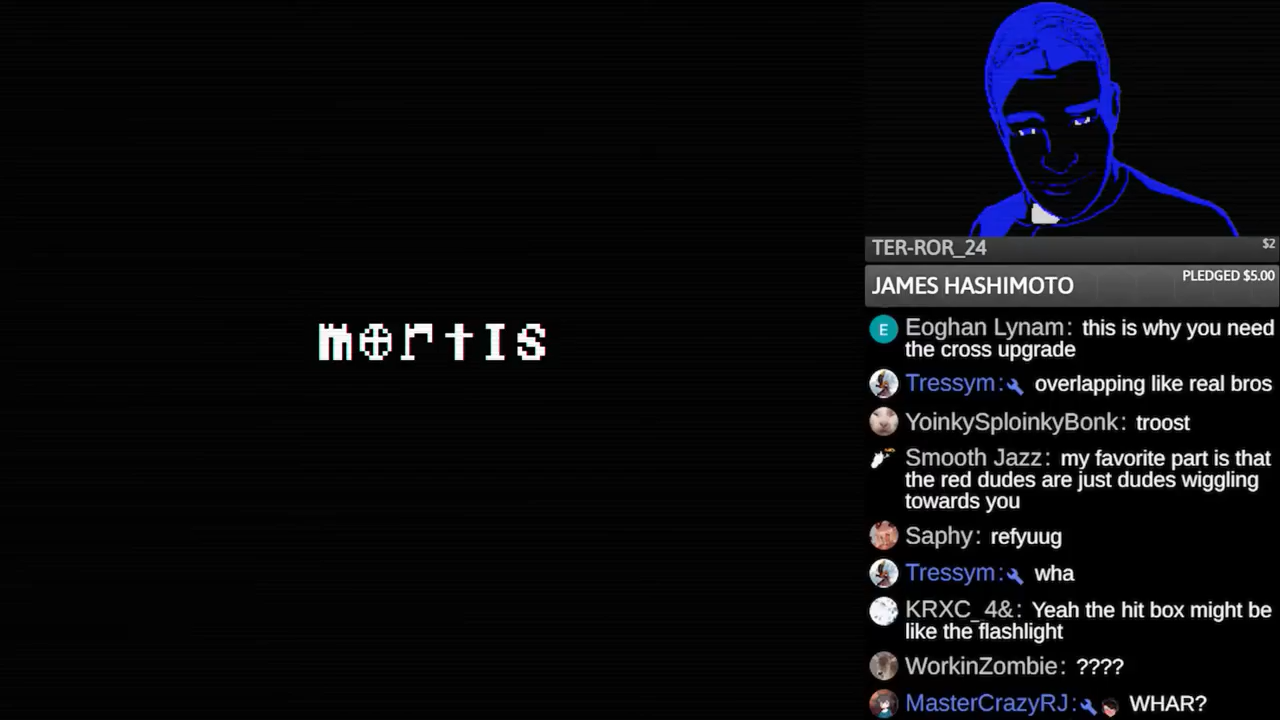 mortis
TER-ROR_24 $2
JAMES HASHIMOTO PLEDGED $5.00
E Eoghan Lynam: this is why you need
the cross upgrade
Tressym: overlapping like real bros
YoinkySploinkyBonk: troost
Smooth Jazz: my favorite part is that
the red dudes are just dudes wiggling
towards you
Saphy: refyuug
Tressym: wha
KRXC_4&: Yeah the hit box might be
like the flashlight
WorkinZombie: ????
MasterCrazyRJ: WHAR?